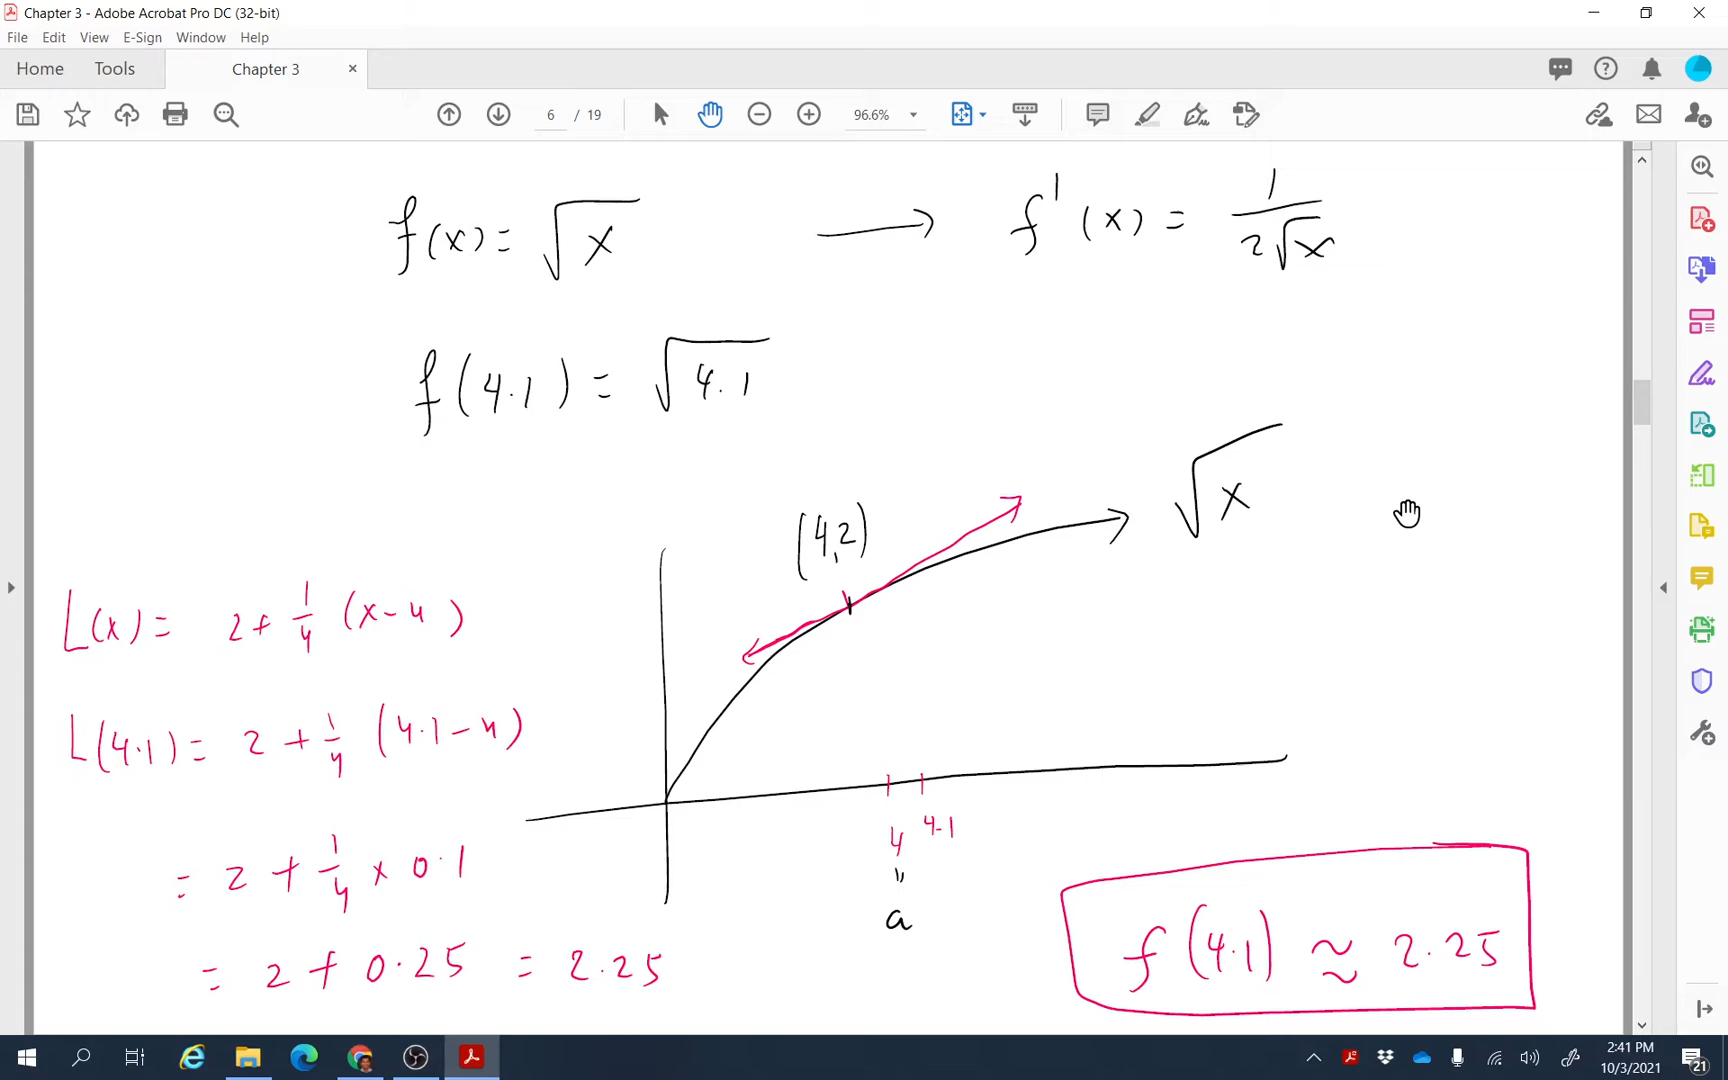 Chapter 3 - Adobe Acrobat Pro DC (32-bit)
File Edit View E-Sign Window Help
Home Tools Chapter 3
6 / 19 96.6%
f(x) = √x → f'(x) = 1/(2√x)
f(4.1) = √4.1
√x
(4,2)
L(x) = 2 + 1/4 (x-4)
L(4.1) = 2 + 1/4 (4.1-4)
4 4.1
= 2 + 1/4 × 0.1
"
a
= 2 + 0.25 = 2.25
f(4.1) ≈ 2.25
2:41 PM
10/3/2021
21